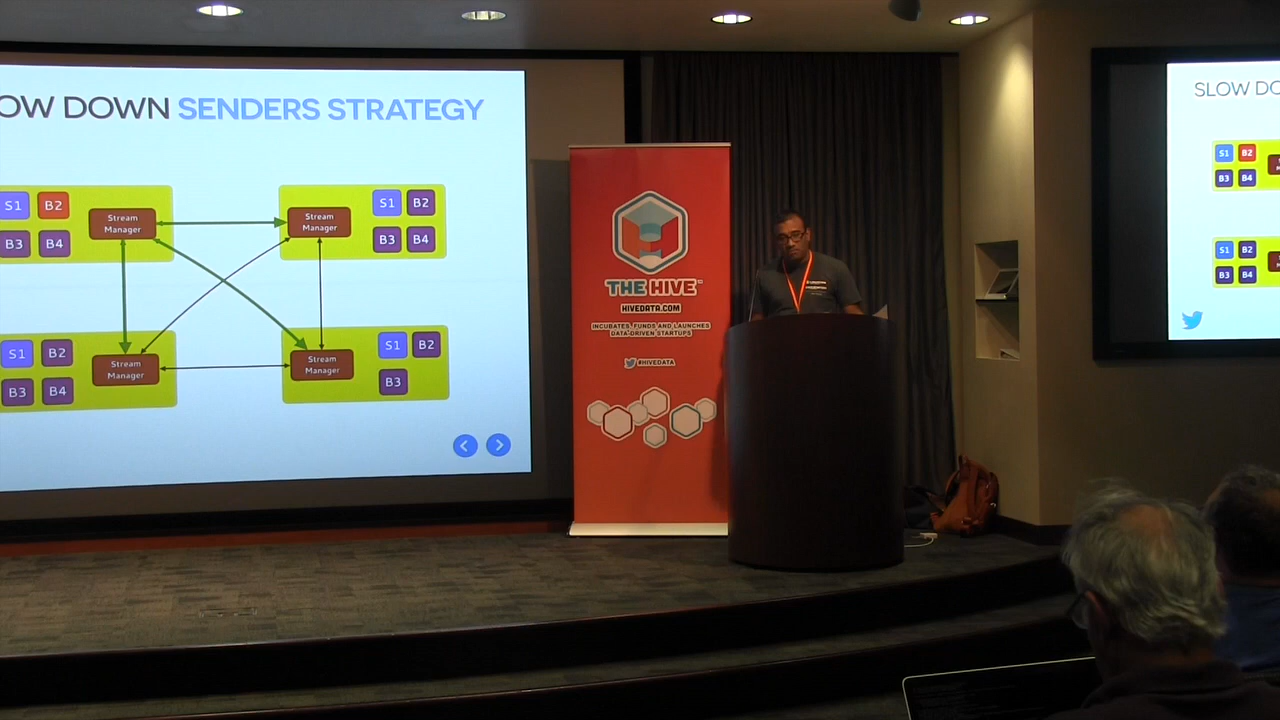 OW DOWN SENDERS STRATEGY
S1 B2
B3 B4
Stream
Manager
Stream
Manager
S1 B2
B3 B4
S1 B2
B3 B4
Stream
Manager
Stream
Manager
S1 B2
B3
THE HIVE
HIVEDATA.COM
INCUBATES, FUNDS AND LAUNCHES
DATA-DRIVEN STARTUPS
#HIVEDATA
SLOW DO
S1 B2
B3 B4
S1 B2
B3 B4